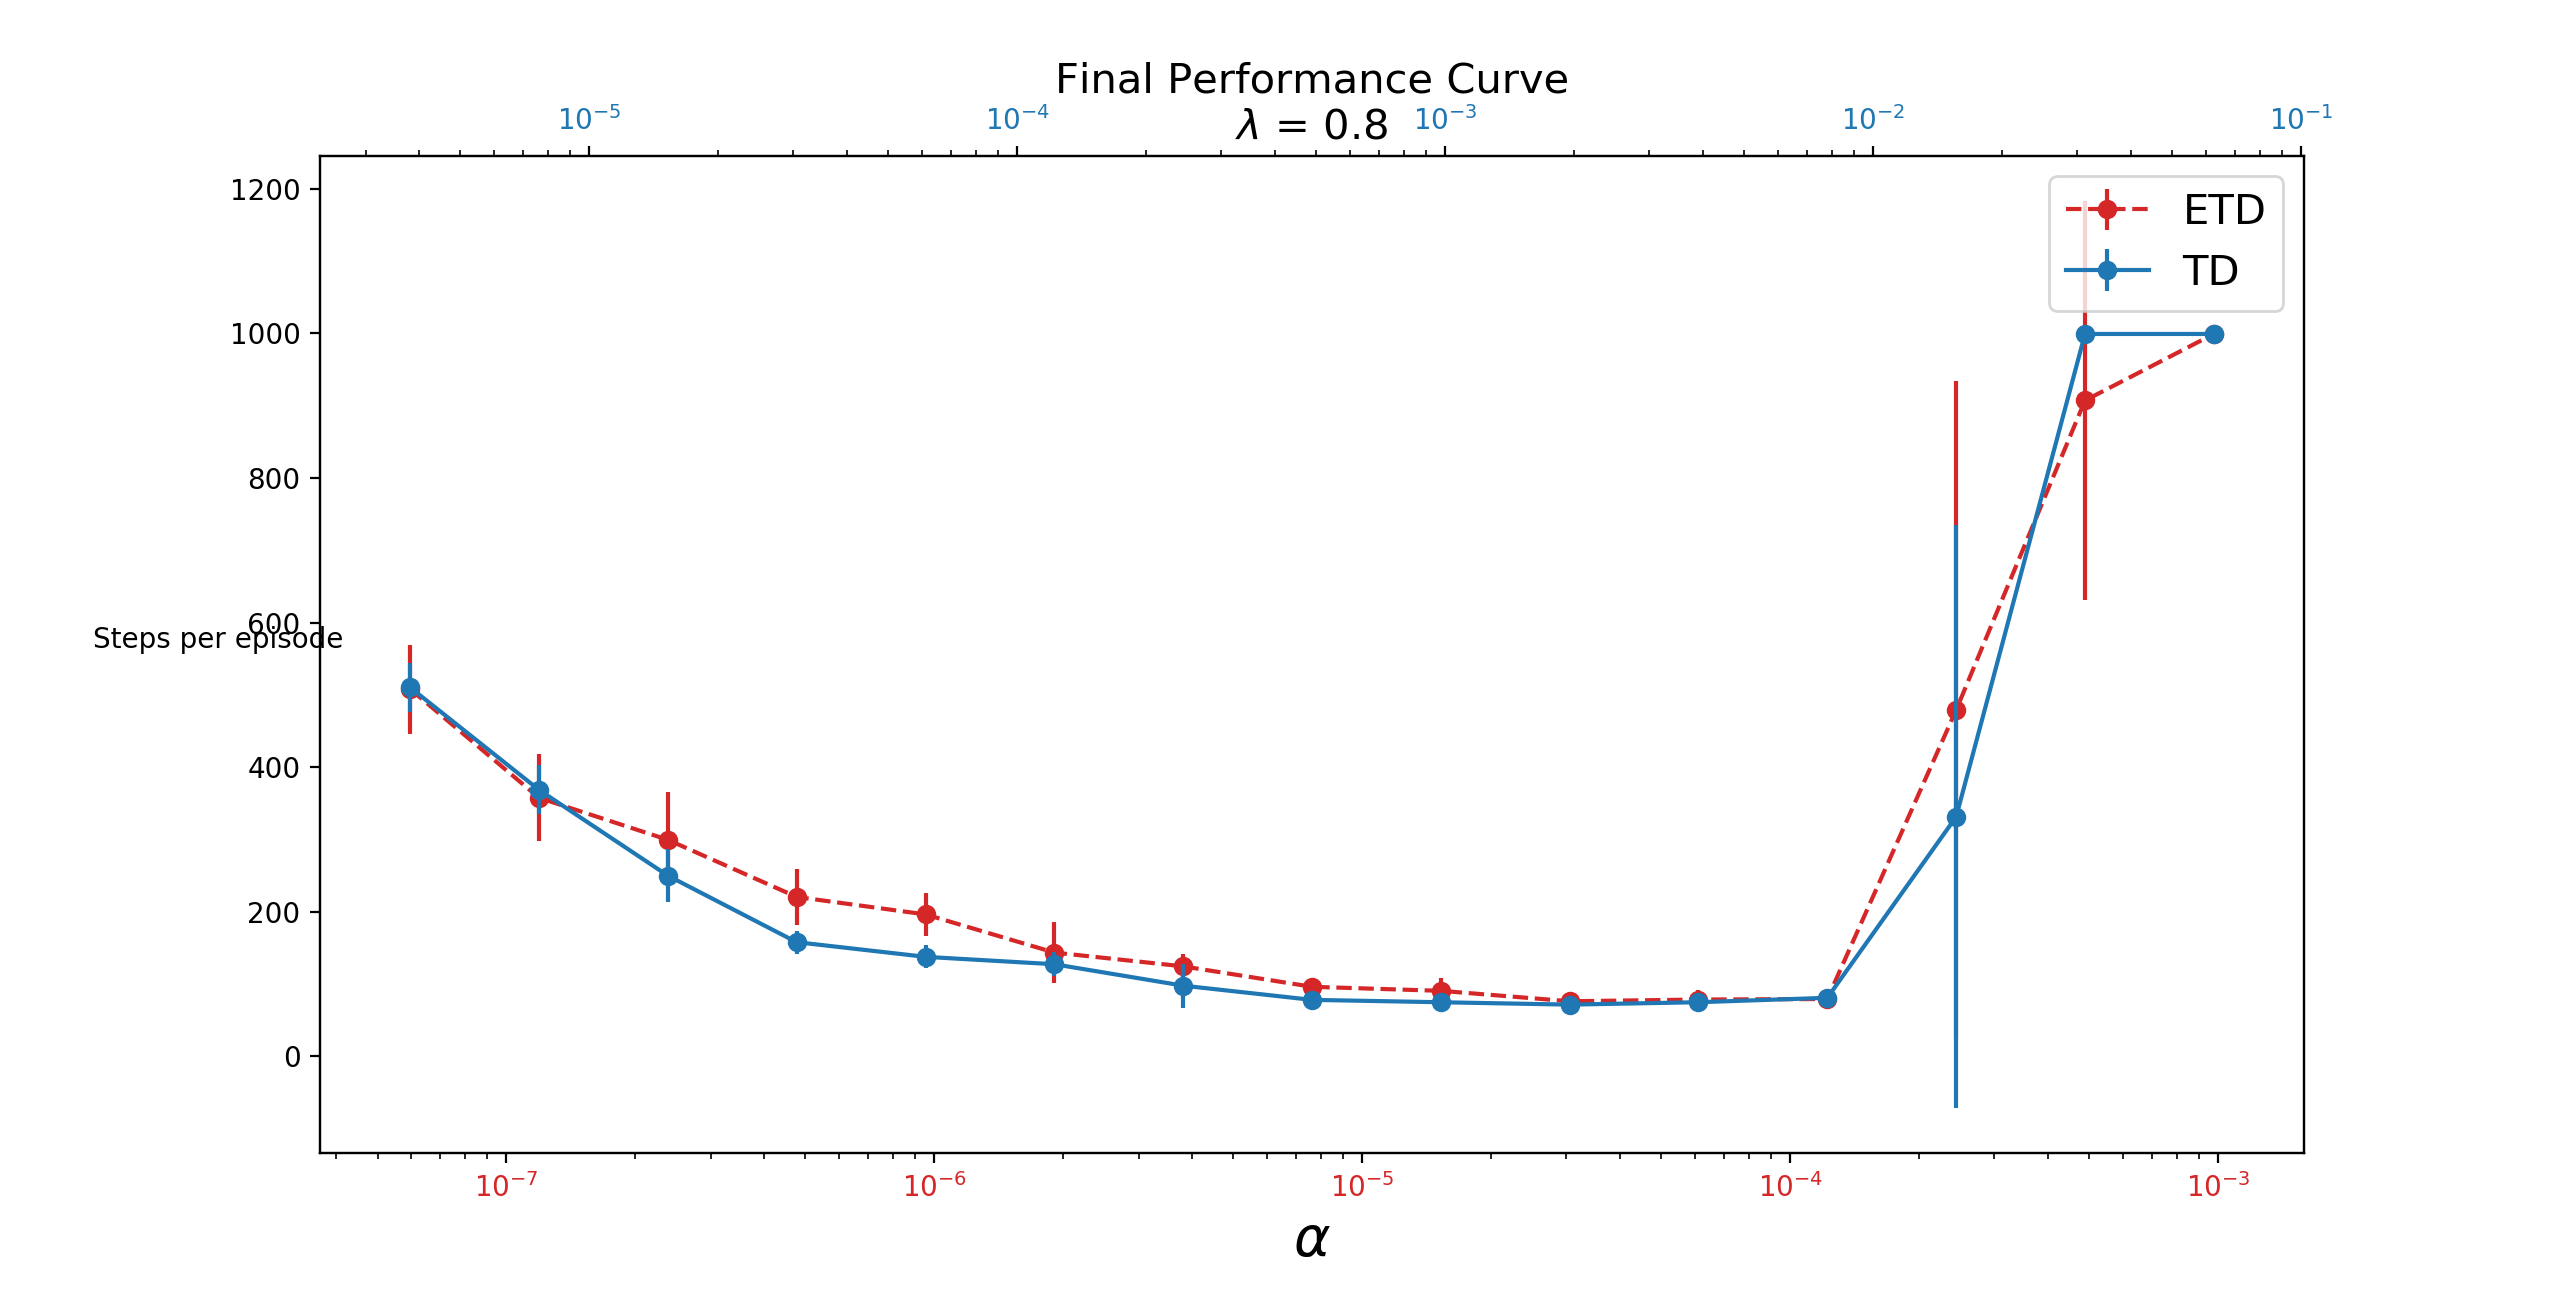 Final Performance Curve
λ = 0.8
10⁻⁵ 10⁻⁴ 10⁻³ 10⁻² 10⁻¹
1200
1000
800
600
400
200
0
Steps per episode
ETD
TD
10⁻⁷ 10⁻⁶ 10⁻⁵ 10⁻⁴ 10⁻³
α